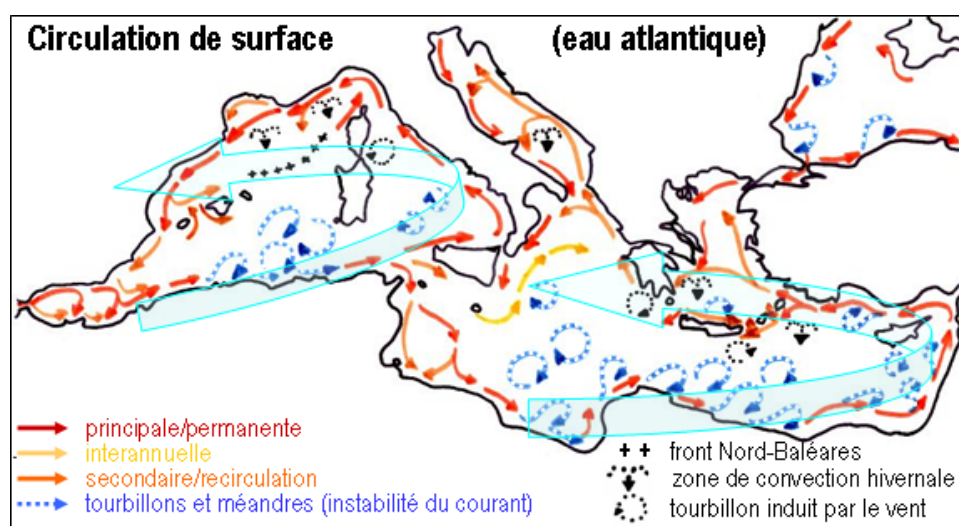 Circulation de surface (eau atlantique)
principale/permanente
interannuelle
secondaire/recirculation
tourbillons et méandres (instabilité du courant)
++ front Nord-Baléares
zone de convection hivernale
tourbillon induit par le vent